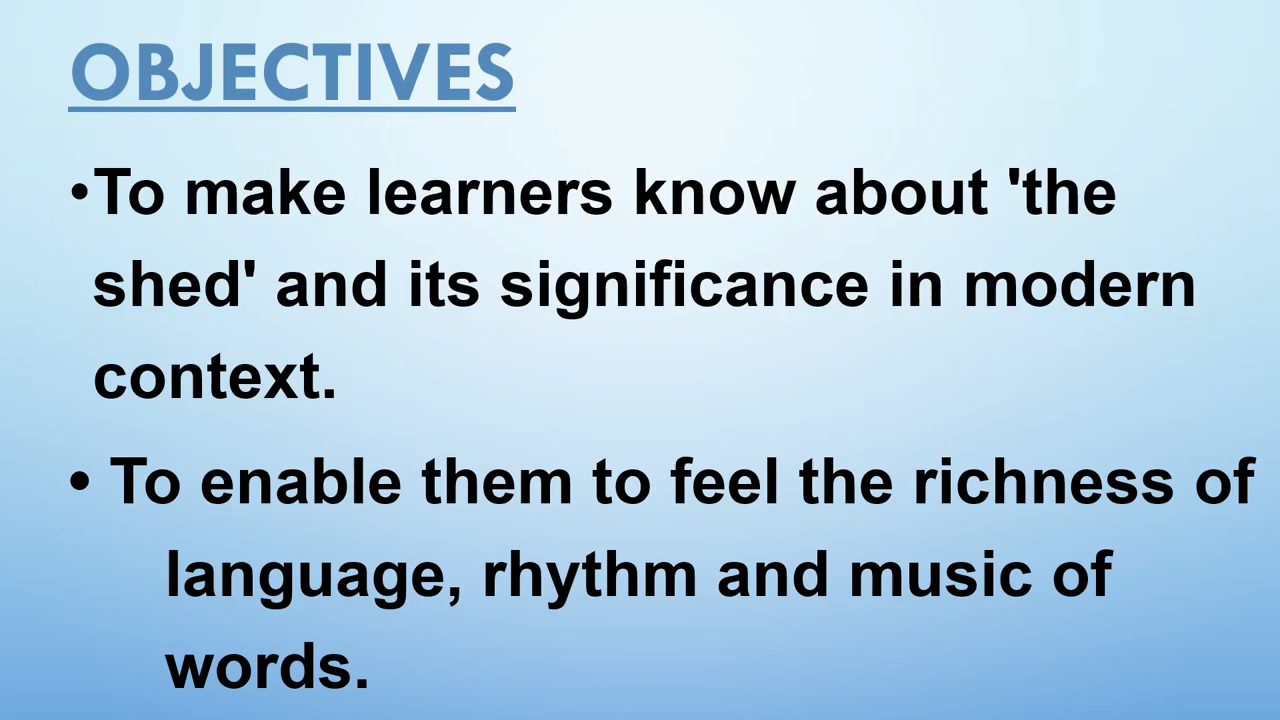 OBJECTIVES
•To make learners know about 'the
shed' and its significance in modern
context.
• To enable them to feel the richness of
language, rhythm and music of
words.